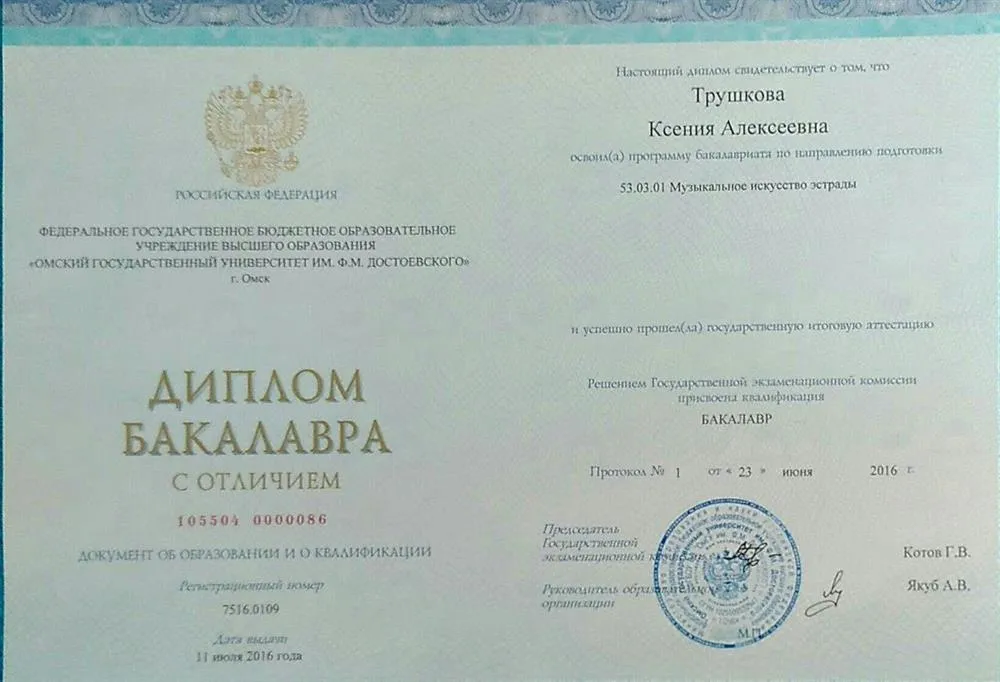 РОССИЙСКАЯ ФЕДЕРАЦИЯ
ФЕДЕРАЛЬНОЕ ГОСУДАРСТВЕННОЕ БЮДЖЕТНОЕ ОБРАЗОВАТЕЛЬНОЕ
УЧРЕЖДЕНИЕ ВЫСШЕГО ОБРАЗОВАНИЯ
«ОМСКИЙ ГОСУДАРСТВЕННЫЙ УНИВЕРСИТЕТ ИМ. Ф.М. ДОСТОЕВСКОГО»
г. Омск
ДИПЛОМ
БАКАЛАВРА
С ОТЛИЧИЕМ
105504 0000086
ДОКУМЕНТ ОБ ОБРАЗОВАНИИ И О КВАЛИФИКАЦИИ
Регистрационный номер
7516.0109
Дата выдачи
11 июля 2016 года
Настоящий диплом свидетельствует о том, что
Трушкова
Ксения Алексеевна
освоил(а) программу бакалавриата по направлению подготовки
53.03.01 Музыкальное искусство эстрады
и успешно прошел(ла) государственную итоговую аттестацию
Решением Государственной экзаменационной комиссии
присвоена квалификация
БАКАЛАВР
Протокол № 1 от « 23 » июня 2016 г.
Председатель
Государственной
экзаменационной
Котов Г.В.
Руководитель
организации
Якуб А.В.
М.П.